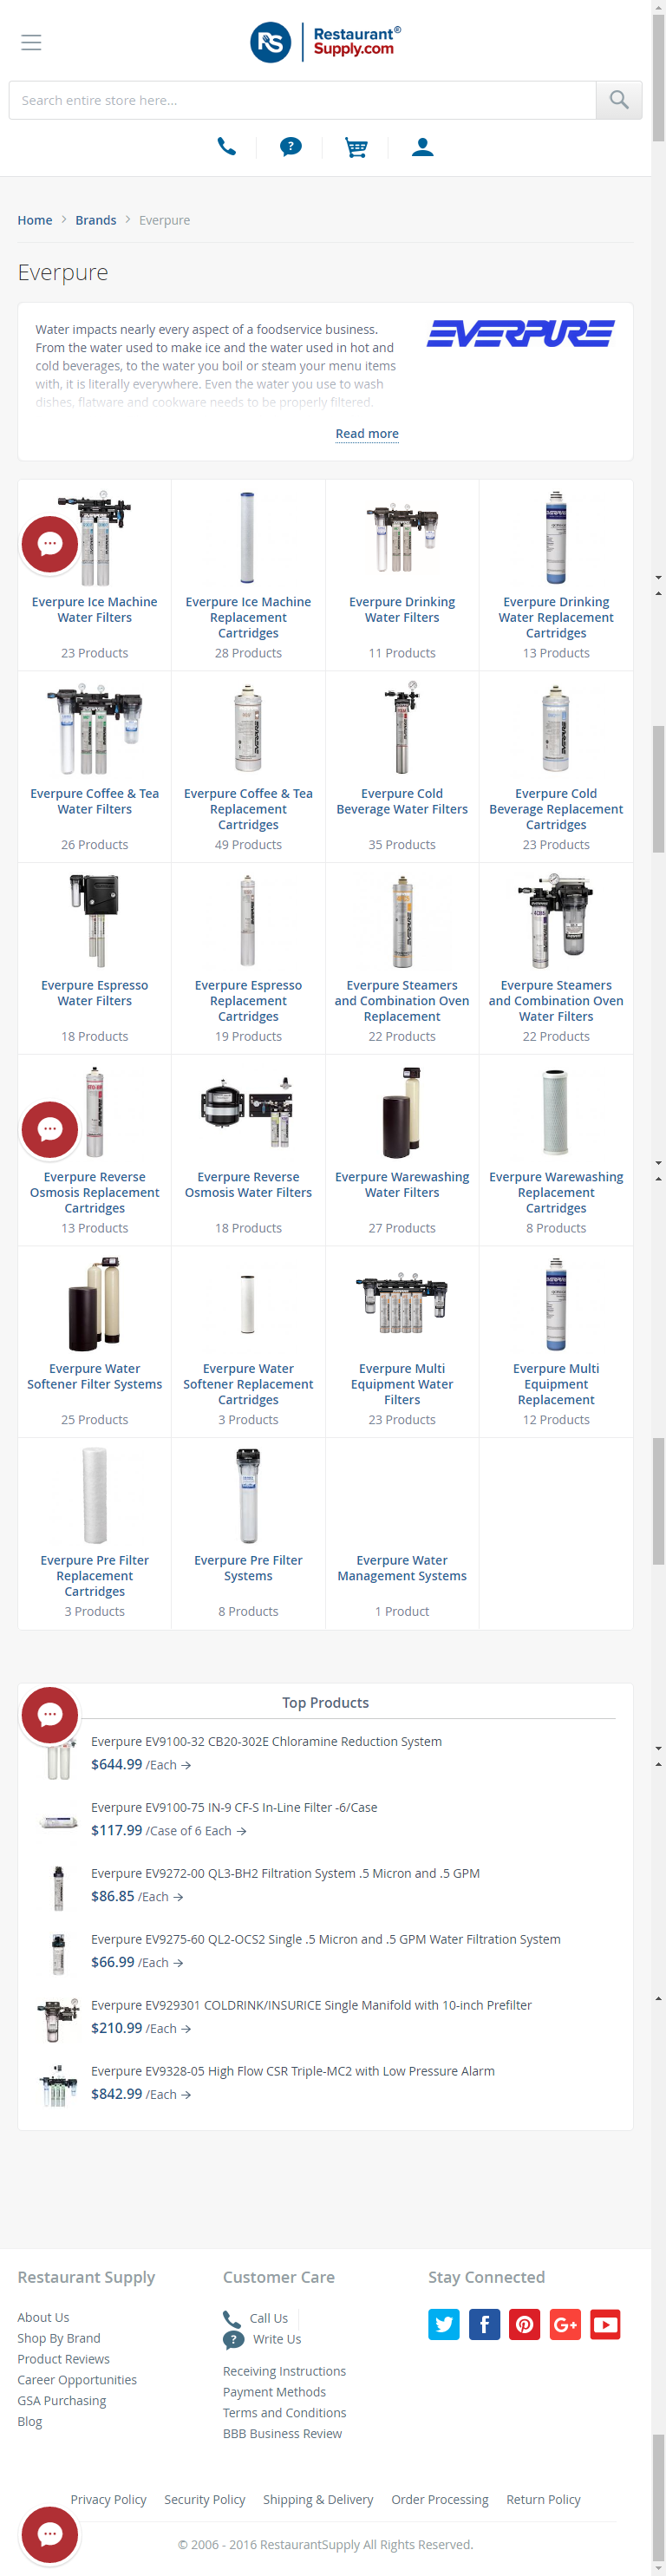 RS
Restaurant®
Supply.com
Search entire store here...
?
Home
Brands
Everpure
Everpure
Water impacts nearly every aspect of a foodservice business.
From the water used to make ice and the water used in hot and
cold beverages, to the water you boil or steam your menu items
with, it is literally everywhere. Even the water you use to wash
dishes, flatware and cookware needs to be properly filtered.
EVERPURE
Read more
Everpure Ice Machine
Water Filters
23 Products
Everpure Ice Machine
Replacement
Cartridges
28 Products
Everpure Drinking
Water Filters
11 Products
Everpure Drinking
Water Replacement
Cartridges
13 Products
Everpure Coffee & Tea
Water Filters
26 Products
Everpure Coffee & Tea
Replacement
Cartridges
49 Products
Everpure Cold
Beverage Water Filters
35 Products
Everpure Cold
Beverage Replacement
Cartridges
23 Products
Everpure Espresso
Water Filters
18 Products
Everpure Espresso
Replacement
Cartridges
19 Products
Everpure Steamers
and Combination Oven
Replacement
22 Products
Everpure Steamers
and Combination Oven
Water Filters
22 Products
Everpure Reverse
Osmosis Replacement
Cartridges
13 Products
Everpure Reverse
Osmosis Water Filters
18 Products
Everpure Warewashing
Water Filters
27 Products
Everpure Warewashing
Replacement
Cartridges
8 Products
Everpure Water
Softener Filter Systems
25 Products
Everpure Water
Softener Replacement
Cartridges
3 Products
Everpure Multi
Equipment Water
Filters
23 Products
Everpure Multi
Equipment
Replacement
12 Products
Everpure Pre Filter
Replacement
Cartridges
3 Products
Everpure Pre Filter
Systems
8 Products
Everpure Water
Management Systems
1 Product
Top Products
Everpure EV9100-32 CB20-302E Chloramine Reduction System
$644.99 /Each →
Everpure EV9100-75 IN-9 CF-S In-Line Filter -6/Case
$117.99 /Case of 6 Each →
Everpure EV9272-00 QL3-BH2 Filtration System .5 Micron and .5 GPM
$86.85 /Each →
Everpure EV9275-60 QL2-OCS2 Single .5 Micron and .5 GPM Water Filtration System
$66.99 /Each →
Everpure EV929301 COLDRINK/INSURICE Single Manifold with 10-inch Prefilter
$210.99 /Each →
Everpure EV9328-05 High Flow CSR Triple-MC2 with Low Pressure Alarm
$842.99 /Each →
Restaurant Supply
About Us
Shop By Brand
Product Reviews
Career Opportunities
GSA Purchasing
Blog
Customer Care
Call Us
? Write Us
Receiving Instructions
Payment Methods
Terms and Conditions
BBB Business Review
Stay Connected
f
G+
Privacy Policy
Security Policy
Shipping & Delivery
Order Processing
Return Policy
© 2006 - 2016 RestaurantSupply All Rights Reserved.